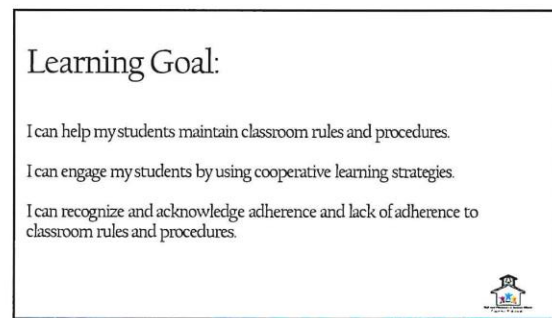 Learning Goal:
I can help my students maintain classroom rules and procedures.
I can engage my students by using cooperative learning strategies.
I can recognize and acknowledge adherence and lack of adherence to
classroom rules and procedures.